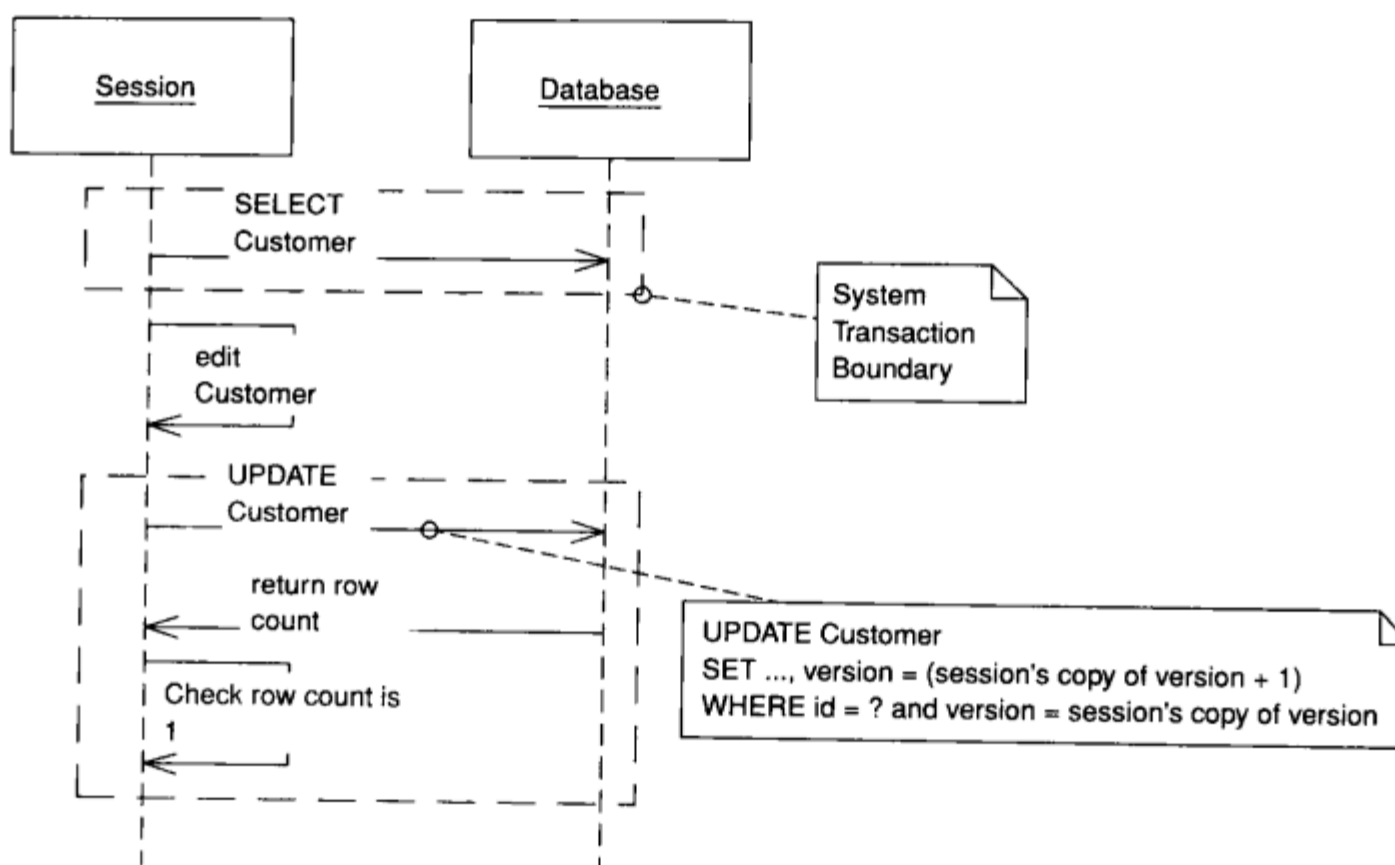 Session
Database
SELECT
Customer
System
Transaction
Boundary
edit
Customer
UPDATE
Customer
return row
count
UPDATE Customer
SET ..., version = (session's copy of version + 1)
WHERE id = ? and version = session's copy of version
Check row count is
1